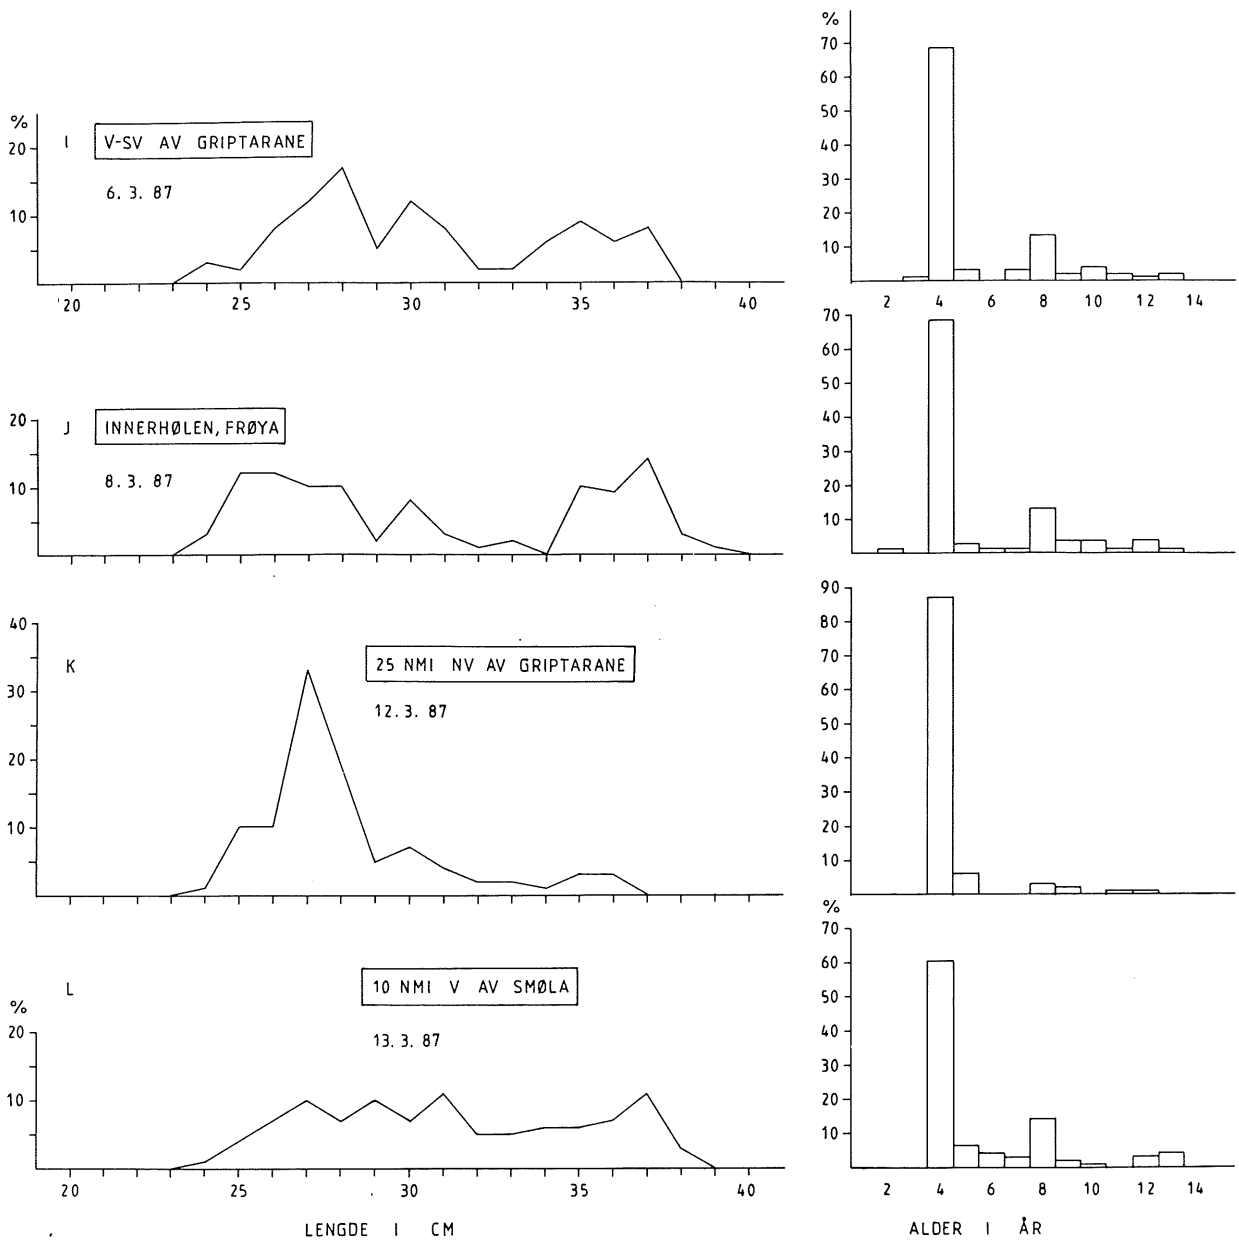 %
70
60
50
40
30
20
10
2 4 6 8 10 12 14
%
20
10
I
V-SV AV GRIPTARANE
6. 3. 87
20 25 30 35 40
70
60
50
40
30
20
10
20
10
J
INNERHØLEN, FRØYA
8. 3. 87
90
80
70
60
50
40
30
20
10
40
30
20
10
K
25 NMI NV AV GRIPTARANE
12. 3. 87
%
70
60
50
40
30
20
10
2 4 6 8 10 12 14
ALDER I ÅR
L
10 NMI V AV SMØLA
13. 3. 87
%
20
10
20 25 30 35 40
LENGDE I CM